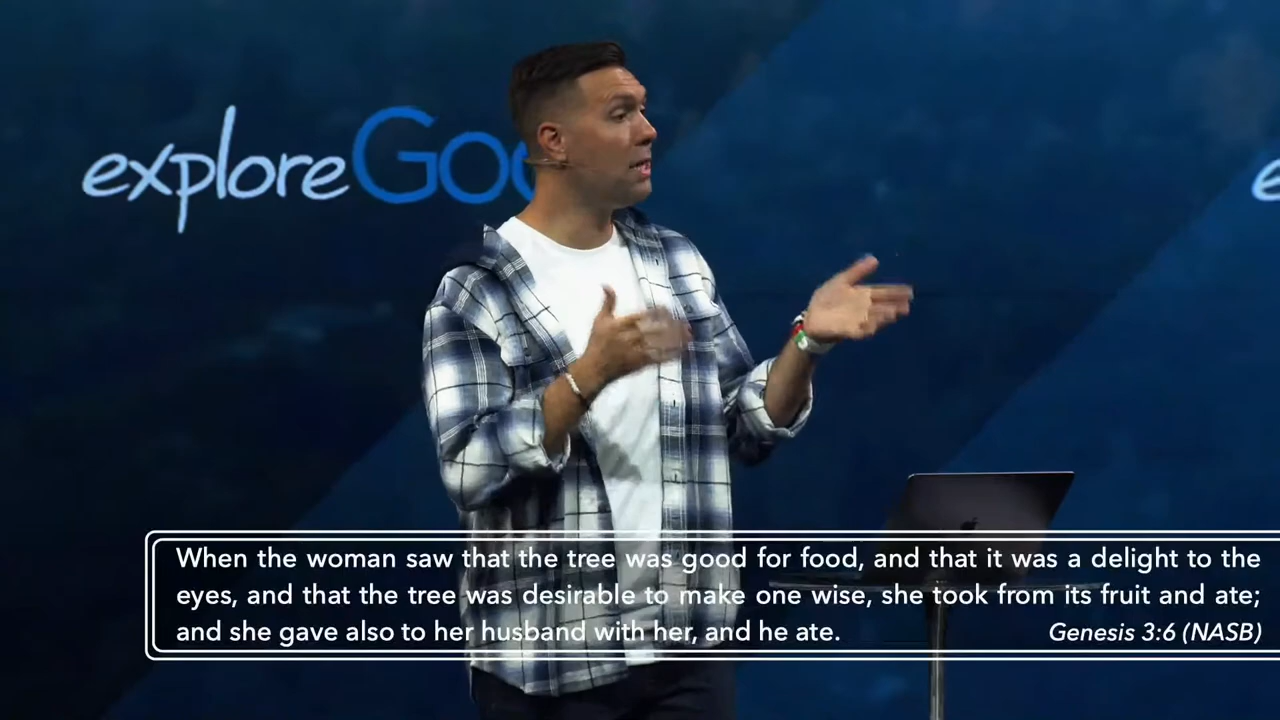 explore Go
When the woman saw that the tree was good for food, and that it was a delight to the
eyes, and that the tree was desirable to make one wise, she took from its fruit and ate;
and she gave also to her husband with her, and he ate. Genesis 3:6 (NASB)